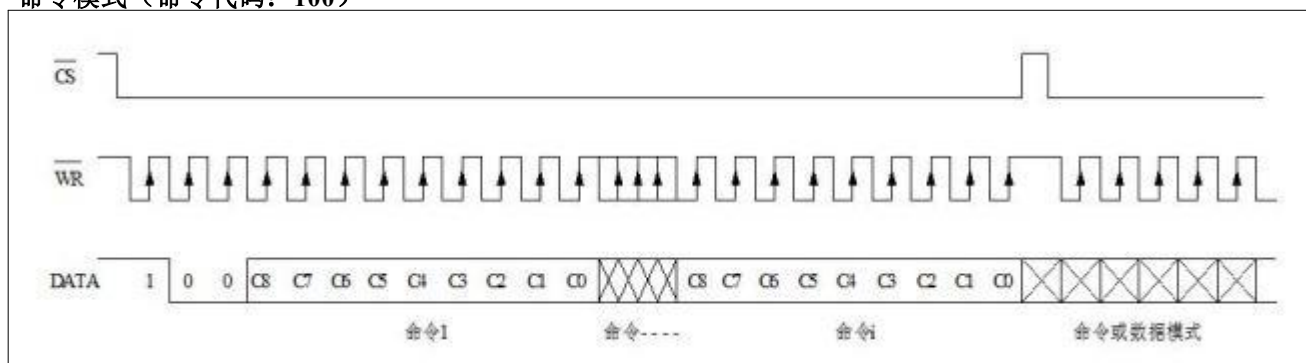 命令模式（命令代码：100）
CS
WR
DATA 1 0 0 C8 C7 C6 C5 C4 C3 C2 C1 C0 C8 C7 C6 C5 C4 C3 C2 C1 C0
命令1 命令---- 命令i 命令或数据模式